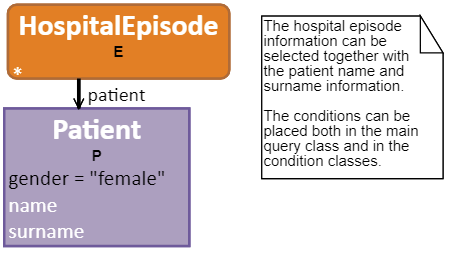 HospitalEpisode
E
*
patient
Patient
P
gender = "female"
name
surname
The hospital episode
information can be
selected together with
the patient name and
surname information.
The conditions can be
placed both in the main
query class and in the
condition classes.